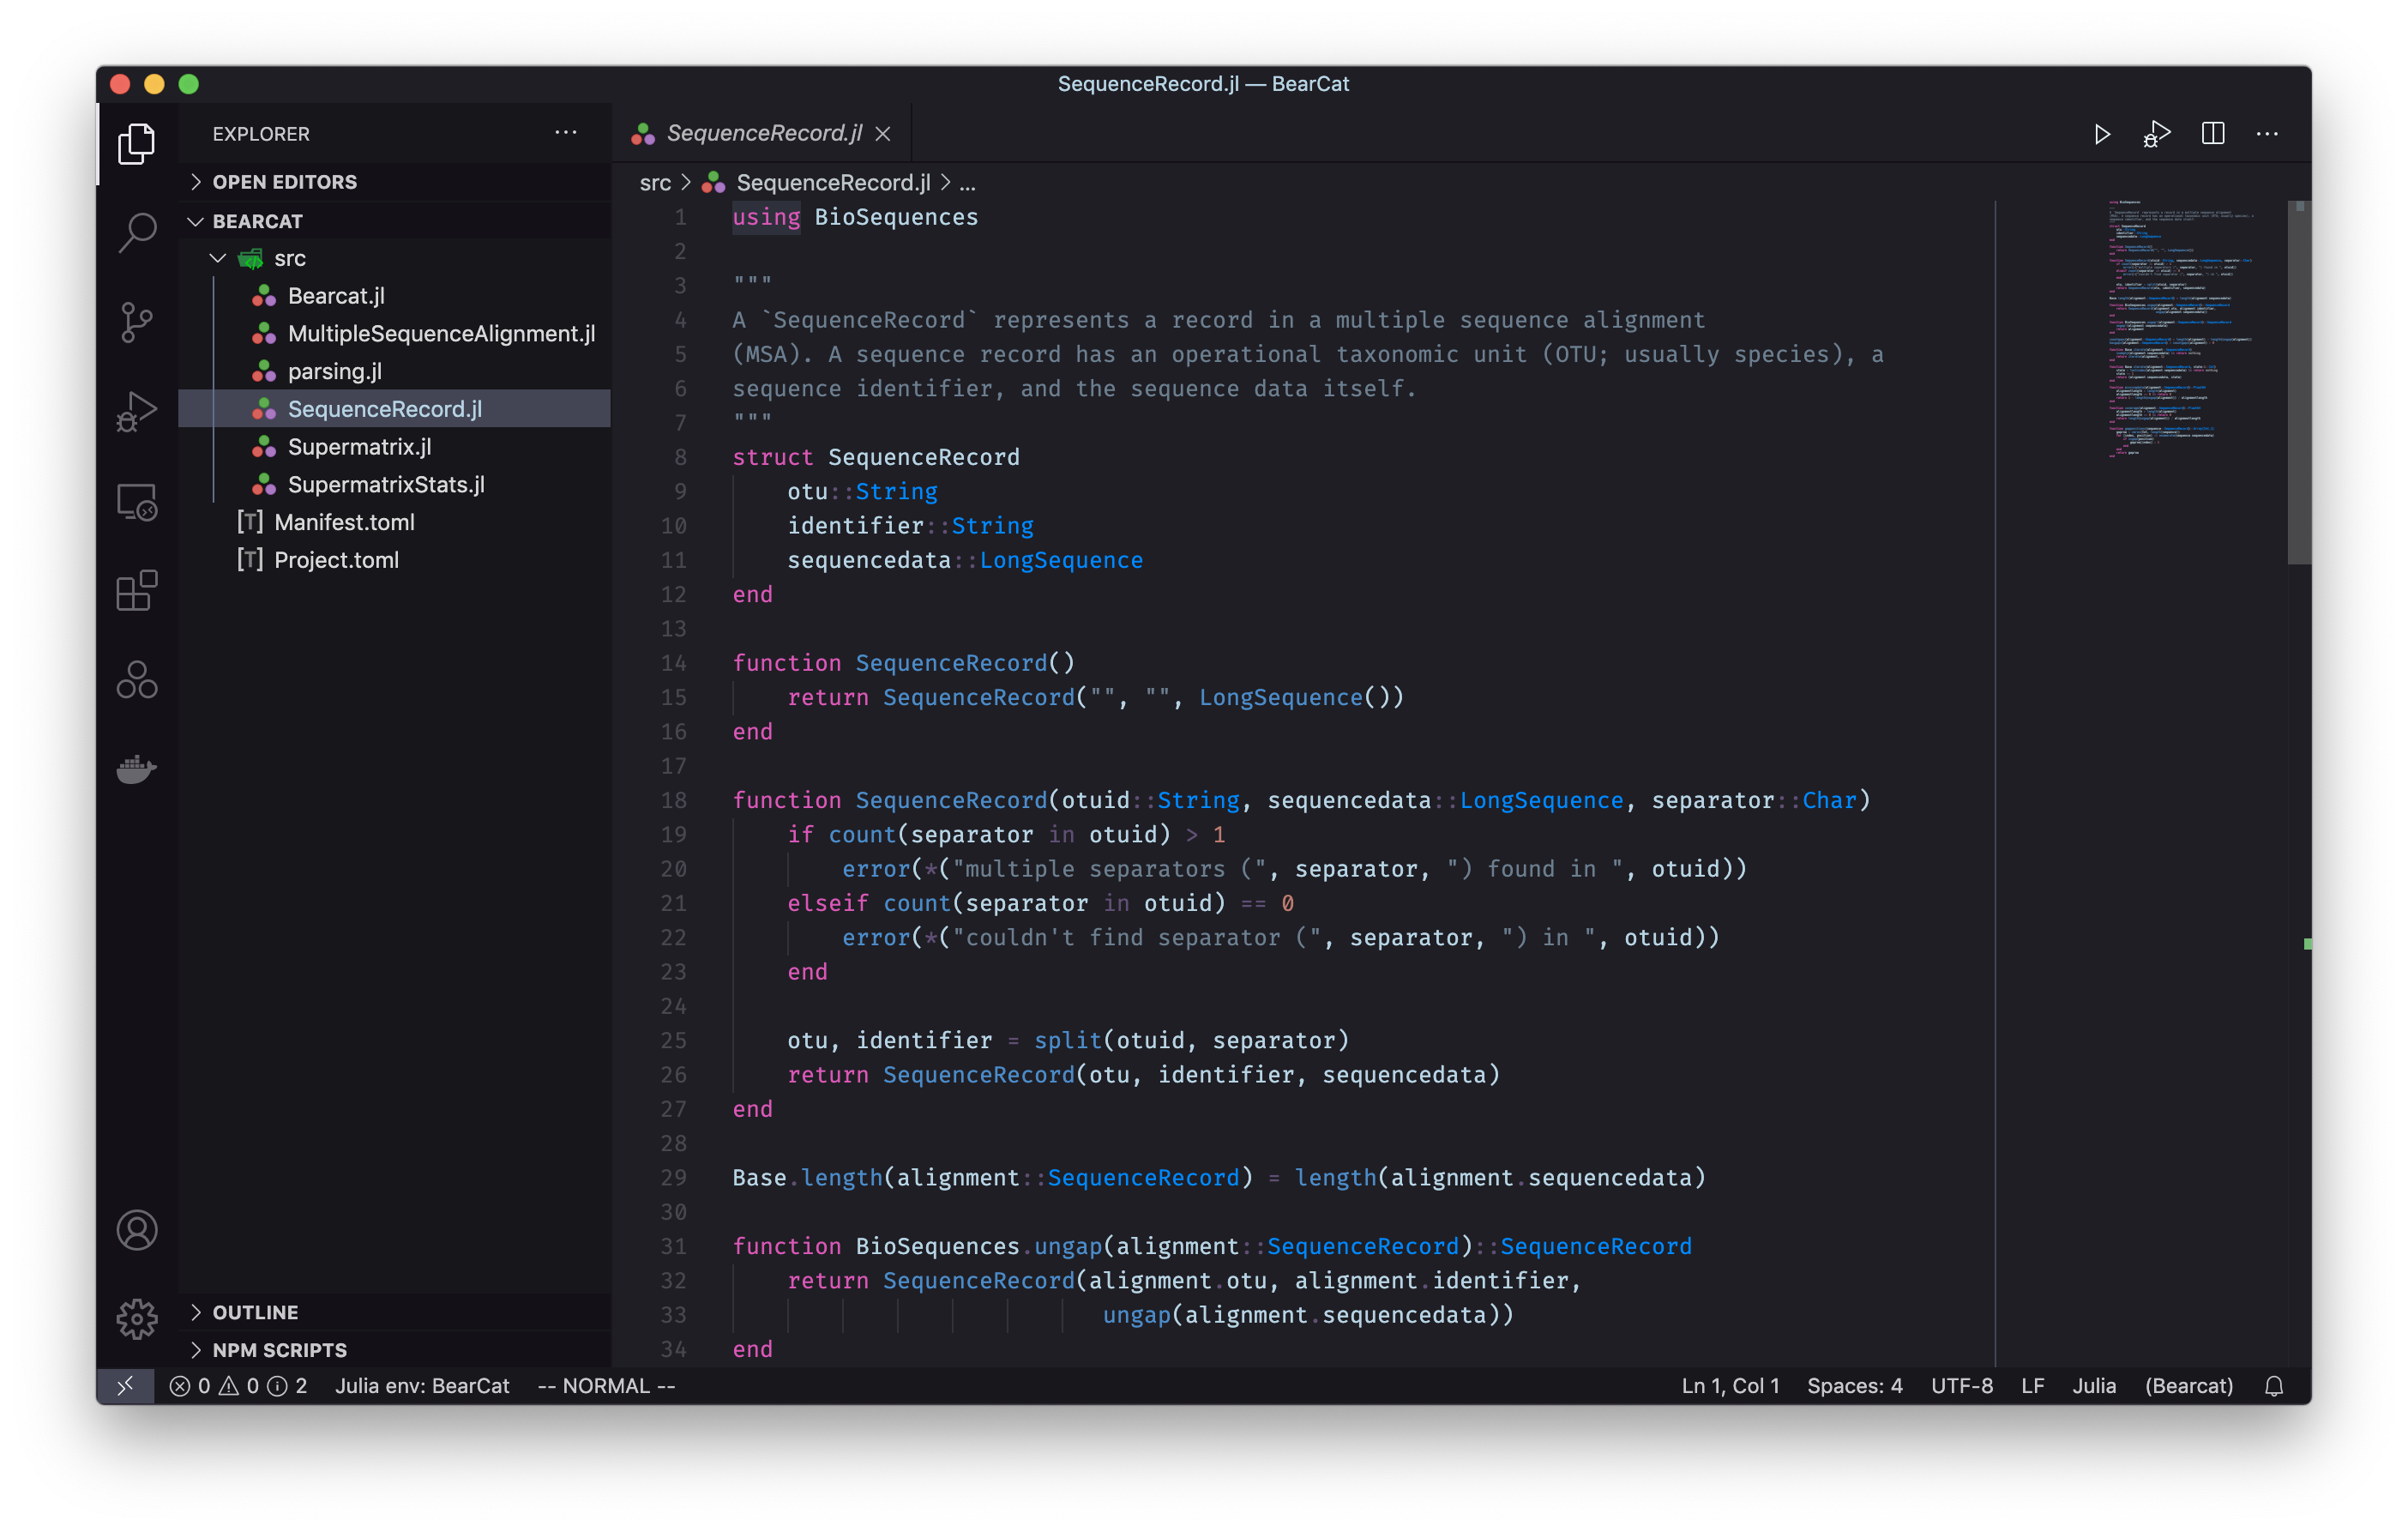 SequenceRecord.jl — BearCat
EXPLORER
OPEN EDITORS
BEARCAT
src
Bearcat.jl
MultipleSequenceAlignment.jl
parsing.jl
SequenceRecord.jl
Supermatrix.jl
SupermatrixStats.jl
[T] Manifest.toml
[T] Project.toml
OUTLINE
NPM SCRIPTS
SequenceRecord.jl
src > SequenceRecord.jl > ...
1 using BioSequences
2
3 """
4 A `SequenceRecord` represents a record in a multiple sequence alignment
5 (MSA). A sequence record has an operational taxonomic unit (OTU; usually species), a
6 sequence identifier, and the sequence data itself.
7 """
8 struct SequenceRecord
9     otu::String
10     identifier::String
11     sequencedata::LongSequence
12 end
13
14 function SequenceRecord()
15     return SequenceRecord("", "", LongSequence())
16 end
17
18 function SequenceRecord(otuid::String, sequencedata::LongSequence, separator::Char)
19     if count(separator in otuid) > 1
20         error(*("multiple separators (", separator, ") found in ", otuid))
21     elseif count(separator in otuid) == 0
22         error(*("couldn't find separator (", separator, ") in ", otuid))
23     end
24
25     otu, identifier = split(otuid, separator)
26     return SequenceRecord(otu, identifier, sequencedata)
27 end
28
29 Base.length(alignment::SequenceRecord) = length(alignment.sequencedata)
30
31 function BioSequences.ungap(alignment::SequenceRecord)::SequenceRecord
32     return SequenceRecord(alignment.otu, alignment.identifier,
33                            ungap(alignment.sequencedata))
34 end
0 0 2 Julia env: BearCat -- NORMAL -- Ln 1, Col 1 Spaces: 4 UTF-8 LF Julia (Bearcat)